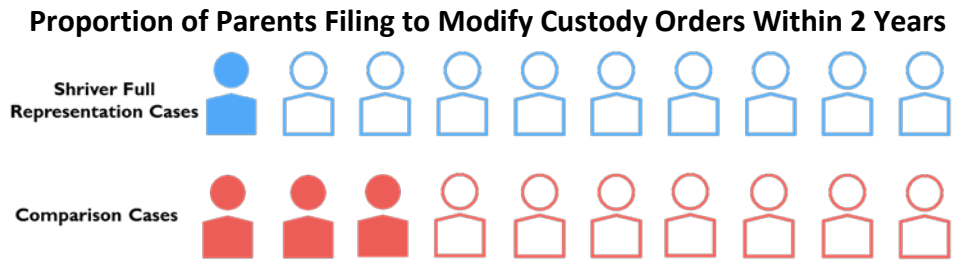 Proportion of Parents Filing to Modify Custody Orders Within 2 Years
Shriver Full
Representation Cases
Comparison Cases